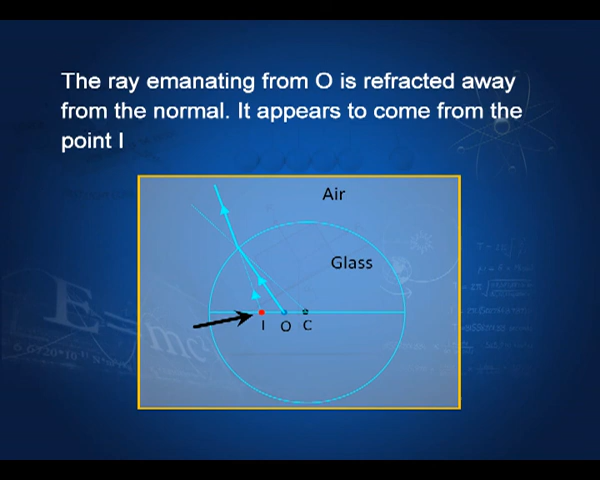 The ray emanating from O is refracted away
from the normal. It appears to come from the
point I
Air
Glass
I O C
E=mc²